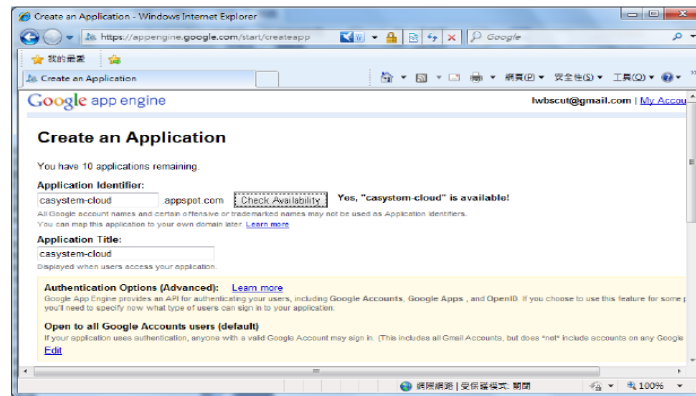 Create an Application - Windows Internet Explorer
https://appengine.google.com/start/createapp
Google
我的最愛
Create an Application
網頁(P) 安全性(S) 工具(O)
Google app engine
lwbscut@gmail.com | My Accou
Create an Application
You have 10 applications remaining.
Application Identifier:
casystem-cloud .appspot.com Check Availability Yes, "casystem-cloud" is available!
All Google account names and certain offensive or trademarked names may not be used as Application Identifiers.
You can map this application to your own domain later. Learn more
Application Title:
casystem-cloud
Displayed when users access your application.
Authentication Options (Advanced): Learn more
Google App Engine provides an API for authenticating your users, including Google Accounts, Google Apps, and OpenID. If you choose to use this feature for some p
you'll need to specify now what type of users can sign in to your application.
Open to all Google Accounts users (default)
If your application uses authentication, anyone with a valid Google Account may sign in. (This includes all Gmail Accounts, but does *not* include accounts on any Google
Edit
網際網路 | 受保護模式: 關閉
100%